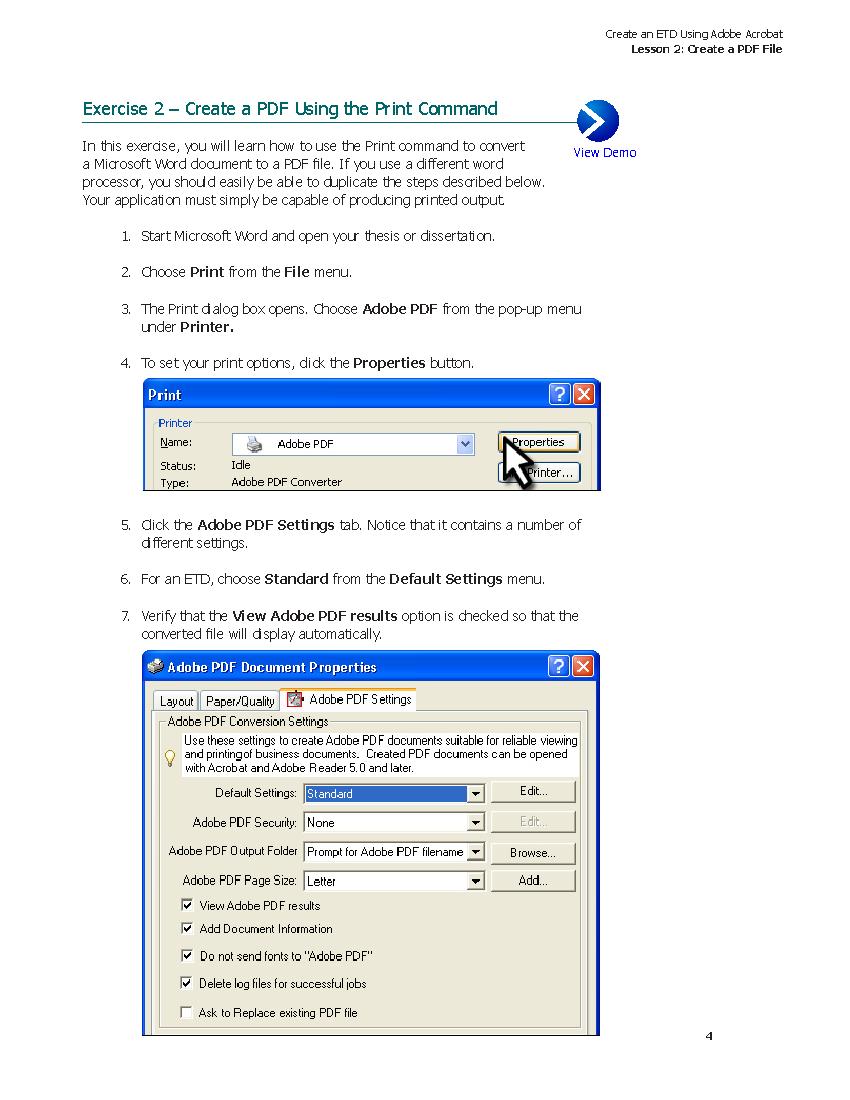 Create an ETD Using Adobe Acrobat
Lesson 2: Create a PDF File
Exercise 2 – Create a PDF Using the Print Command
View Demo
In this exercise, you will learn how to use the Print command to convert
a Microsoft Word document to a PDF file. If you use a different word
processor, you should easily be able to duplicate the steps described below.
Your application must simply be capable of producing printed output.
1. Start Microsoft Word and open your thesis or dissertation.
2. Choose Print from the File menu.
3. The Print dialog box opens. Choose Adobe PDF from the pop-up menu
under Printer.
4. To set your print options, click the Properties button.
Print
Printer
Name: Adobe PDF Properties
Status: Idle
Printer...
Type: Adobe PDF Converter
5. Click the Adobe PDF Settings tab. Notice that it contains a number of
different settings.
6. For an ETD, choose Standard from the Default Settings menu.
7. Verify that the View Adobe PDF results option is checked so that the
converted file will display automatically.
Adobe PDF Document Properties
Layout Paper/Quality Adobe PDF Settings
Adobe PDF Conversion Settings
Use these settings to create Adobe PDF documents suitable for reliable viewing
and printing of business documents. Created PDF documents can be opened
with Acrobat and Adobe Reader 5.0 and later.
Default Settings: Standard Edit...
Adobe PDF Security: None Edit...
Adobe PDF Output Folder Prompt for Adobe PDF filename Browse...
Adobe PDF Page Size: Letter Add...
View Adobe PDF results
Add Document Information
Do not send fonts to "Adobe PDF"
Delete log files for successful jobs
Ask to Replace existing PDF file
4